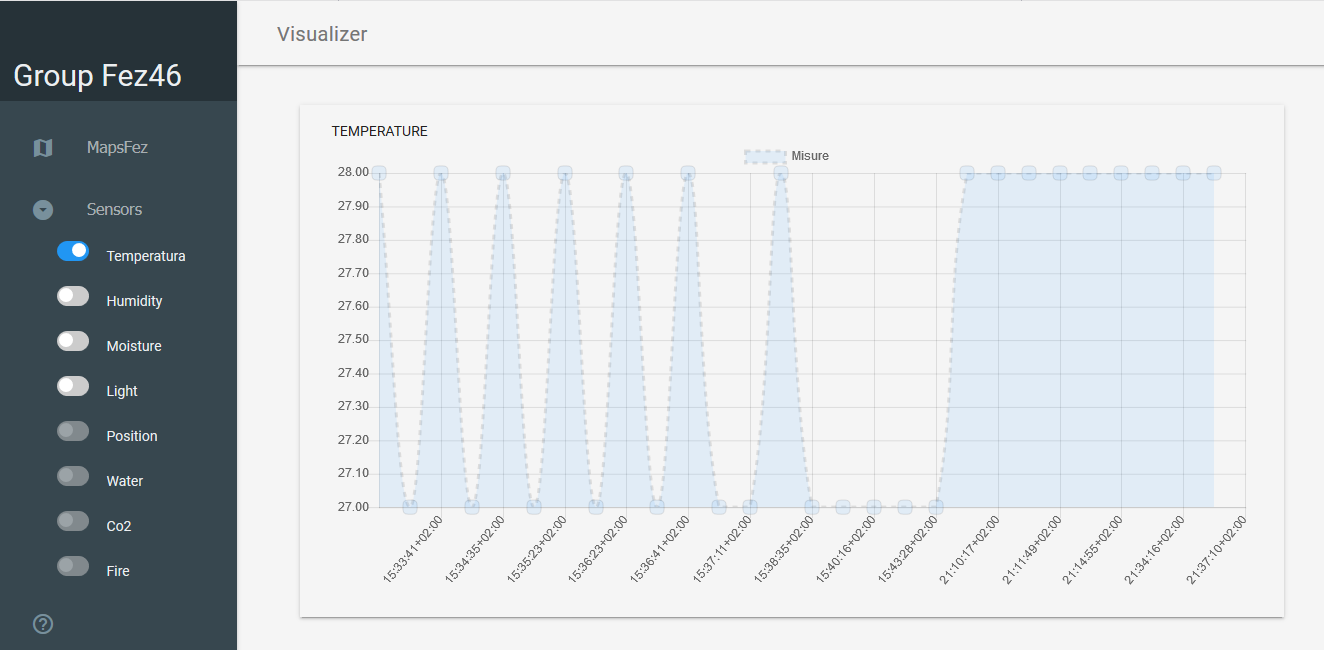 Group Fez46
MapsFez
Sensors
Temperatura
Humidity
Moisture
Light
Position
Water
Co2
Fire
Visualizer
TEMPERATURE
Misure
28.00
27.90
27.80
27.70
27.60
27.50
27.40
27.30
27.20
27.10
27.00
15:33:41+02:00
15:34:35+02:00
15:35:23+02:00
15:36:23+02:00
15:36:41+02:00
15:37:11+02:00
15:38:35+02:00
15:40:16+02:00
15:43:28+02:00
21:10:17+02:00
21:11:49+02:00
21:14:55+02:00
21:34:16+02:00
21:37:10+02:00